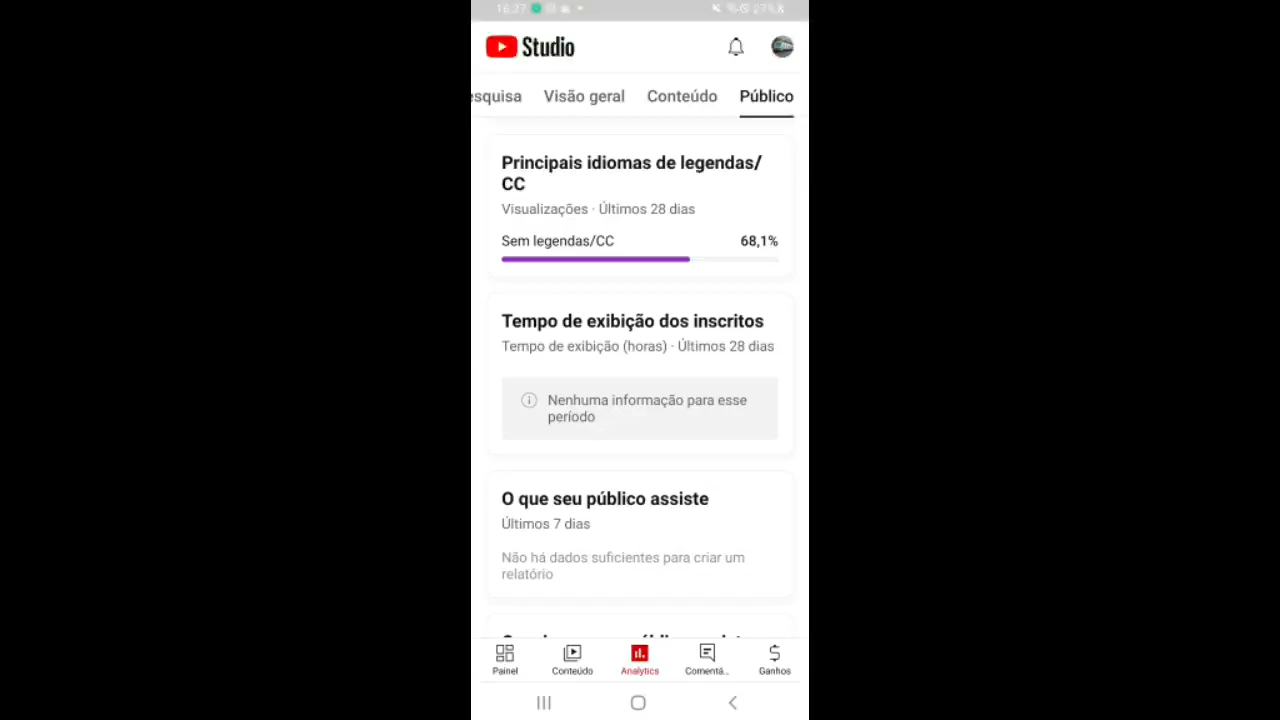 16:27
27%
Studio
esquisa Visão geral Conteúdo Público
Principais idiomas de legendas/
CC
Visualizações · Últimos 28 dias
Sem legendas/CC 68,1%
Tempo de exibição dos inscritos
Tempo de exibição (horas) · Últimos 28 dias
Nenhuma informação para esse
período
O que seu público assiste
Últimos 7 dias
Não há dados suficientes para criar um
relatório
Painel Conteúdo Analytics Comentá... Ganhos